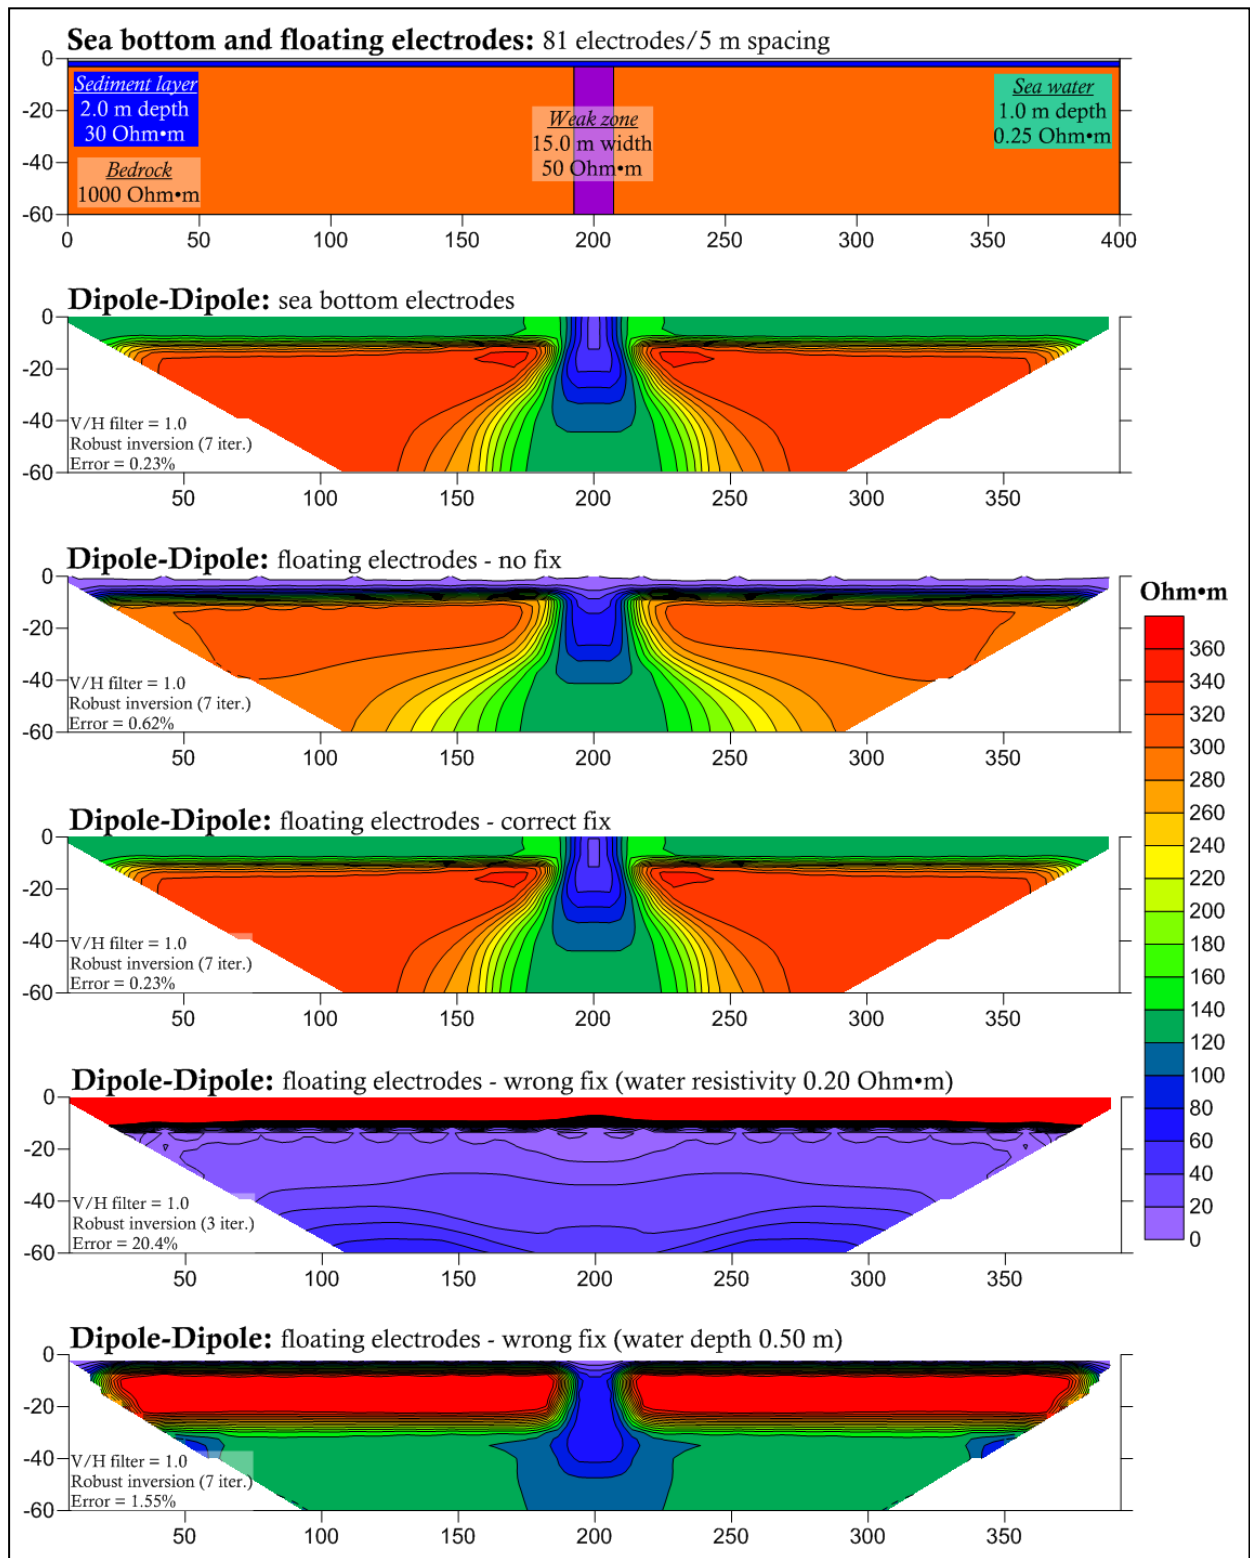 Sea bottom and floating electrodes: 81 electrodes/5 m spacing
0
-20
-40
-60
Sediment layer
2.0 m depth
30 Ohm•m
Bedrock
1000 Ohm•m
Weak zone
15.0 m width
50 Ohm•m
Sea water
1.0 m depth
0.25 Ohm•m
0 50 100 150 200 250 300 350 400
Dipole-Dipole: sea bottom electrodes
0
-20
-40
-60
V/H filter = 1.0
Robust inversion (7 iter.)
Error = 0.23%
50 100 150 200 250 300 350
Dipole-Dipole: floating electrodes - no fix
0
-20
-40
-60
V/H filter = 1.0
Robust inversion (7 iter.)
Error = 0.62%
50 100 150 200 250 300 350
Dipole-Dipole: floating electrodes - correct fix
0
-20
-40
-60
V/H filter = 1.0
Robust inversion (7 iter.)
Error = 0.23%
50 100 150 200 250 300 350
Dipole-Dipole: floating electrodes - wrong fix (water resistivity 0.20 Ohm•m)
0
-20
-40
-60
V/H filter = 1.0
Robust inversion (3 iter.)
Error = 20.4%
50 100 150 200 250 300 350
Dipole-Dipole: floating electrodes - wrong fix (water depth 0.50 m)
0
-20
-40
-60
V/H filter = 1.0
Robust inversion (7 iter.)
Error = 1.55%
50 100 150 200 250 300 350
Ohm•m
360
340
320
300
280
260
240
220
200
180
160
140
120
100
80
60
40
20
0